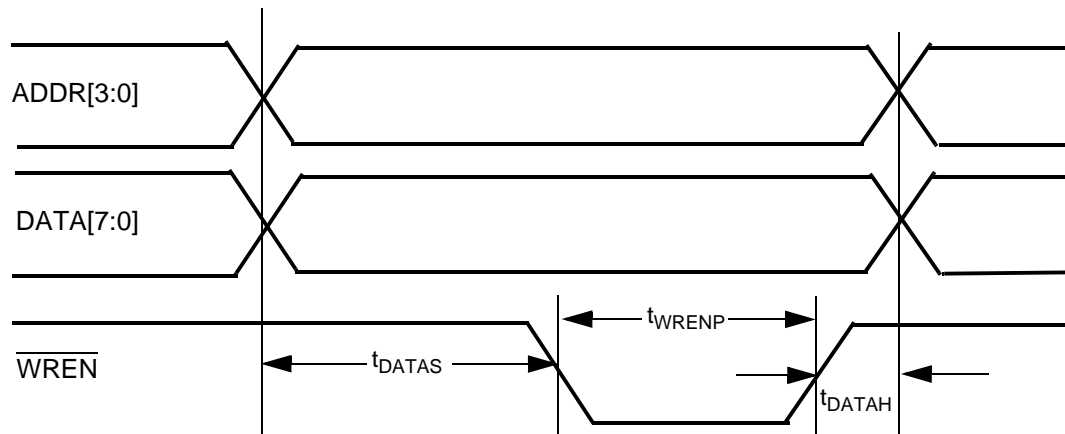 ADDR[3:0]
DATA[7:0]
tWRENP
WREN
tDATAS
tDATAH